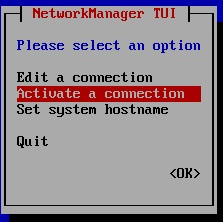 NetworkManager TUI
Please select an option
Edit a connection
Activate a connection
Set system hostname
Quit
<OK>